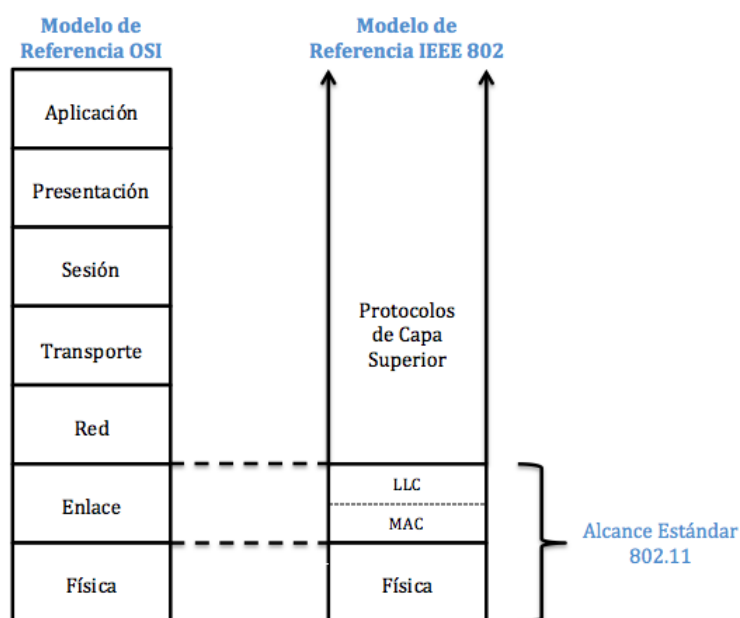 Modelo de
Referencia OSI
Aplicación
Presentación
Sesión
Transporte
Red
Enlace
Física
Modelo de
Referencia IEEE 802
Protocolos
de Capa
Superior
LLC
MAC
Física
Alcance Estándar
802.11